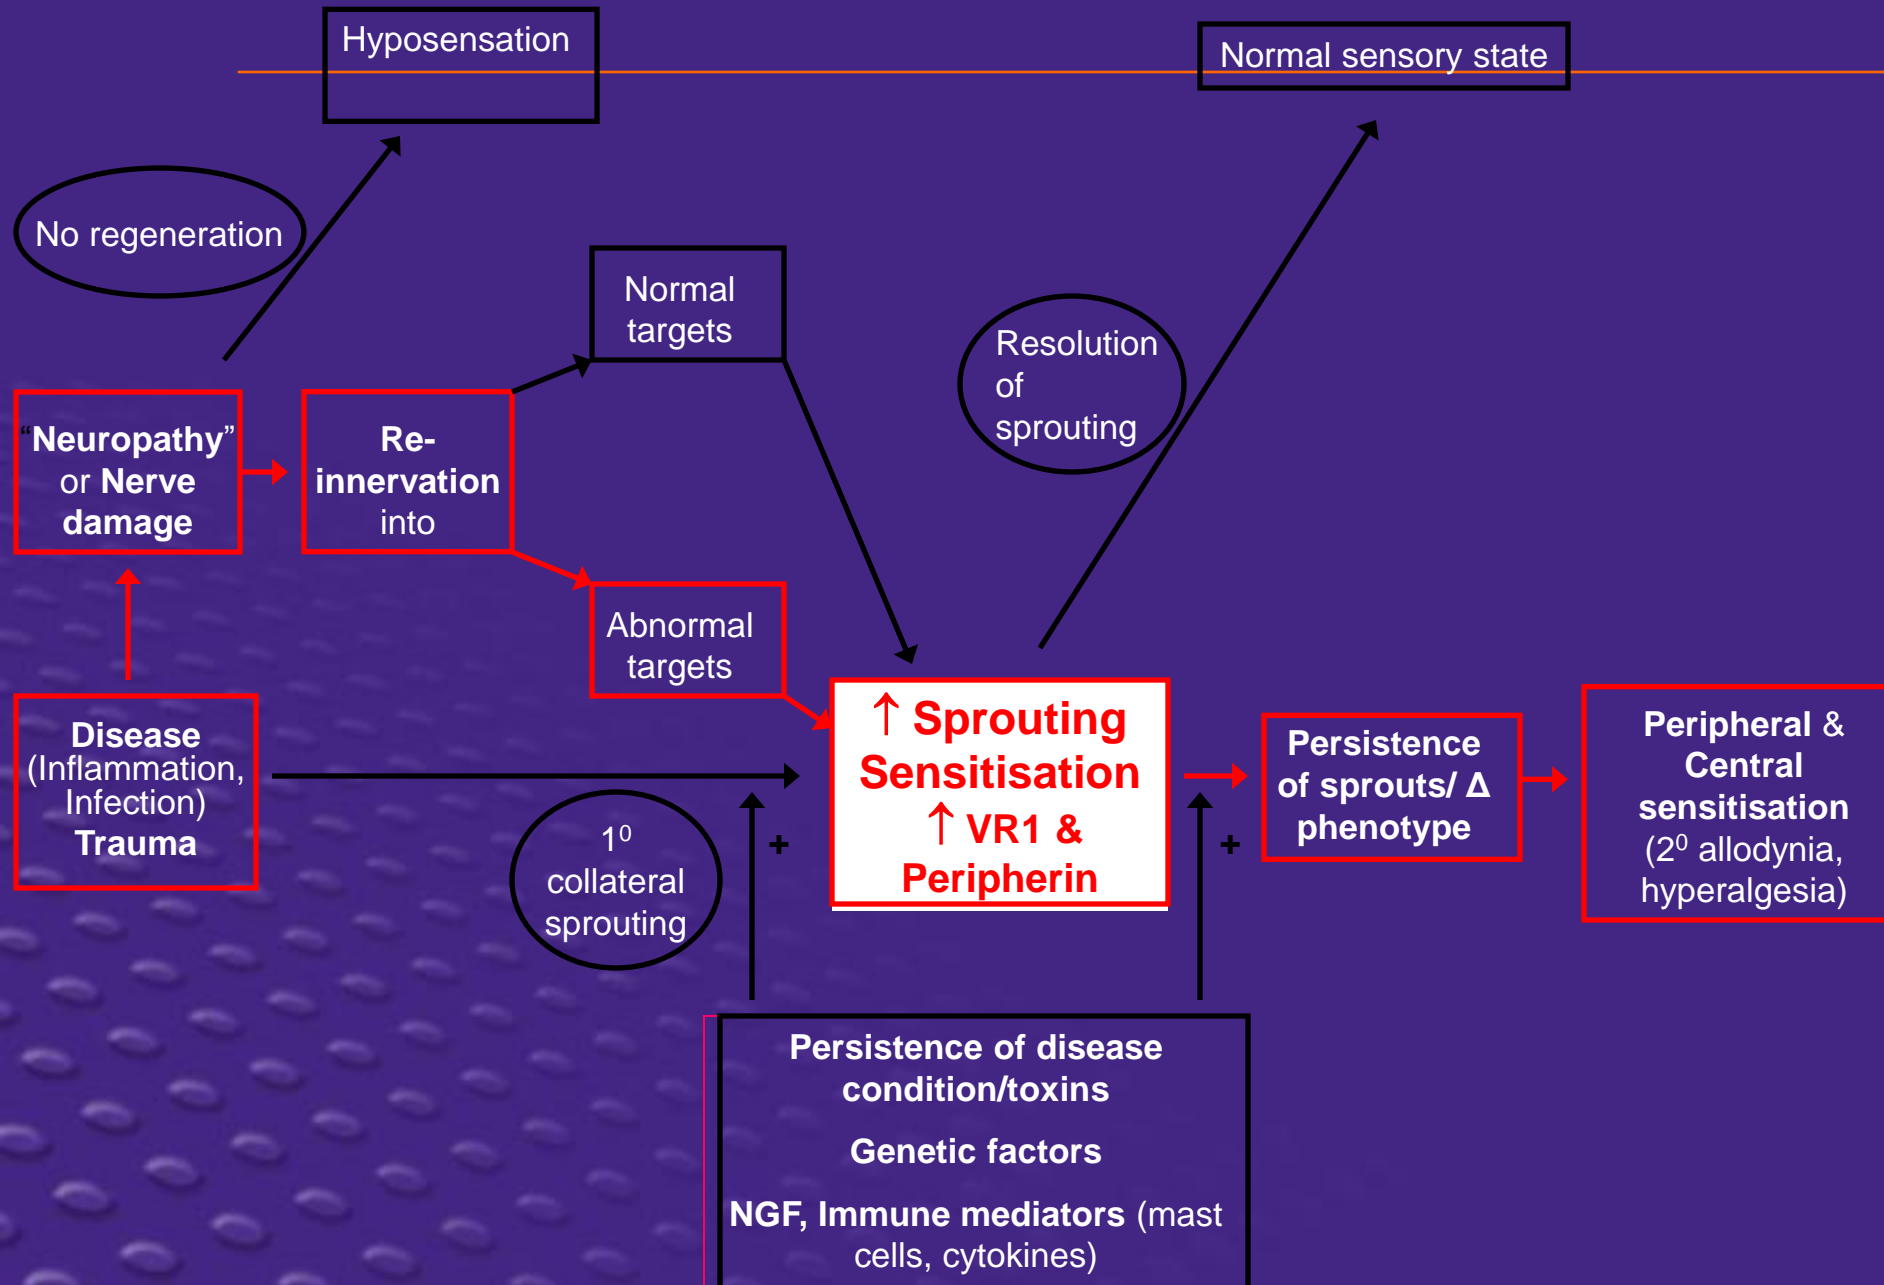 Hyposensation
Normal sensory state
No regeneration
Normal
targets
Resolution
of
sprouting
“Neuropathy”
or Nerve
damage
Re-
innervation
into
Abnormal
targets
Disease
(Inflammation,
Infection)
Trauma
1⁰
collateral
sprouting
+
↑ Sprouting
Sensitisation
↑ VR1 &
Peripherin
+
Persistence
of sprouts/ Δ
phenotype
Peripheral &
Central
sensitisation
(2⁰ allodynia,
hyperalgesia)
Persistence of disease
condition/toxins
Genetic factors
NGF, Immune mediators (mast
cells, cytokines)